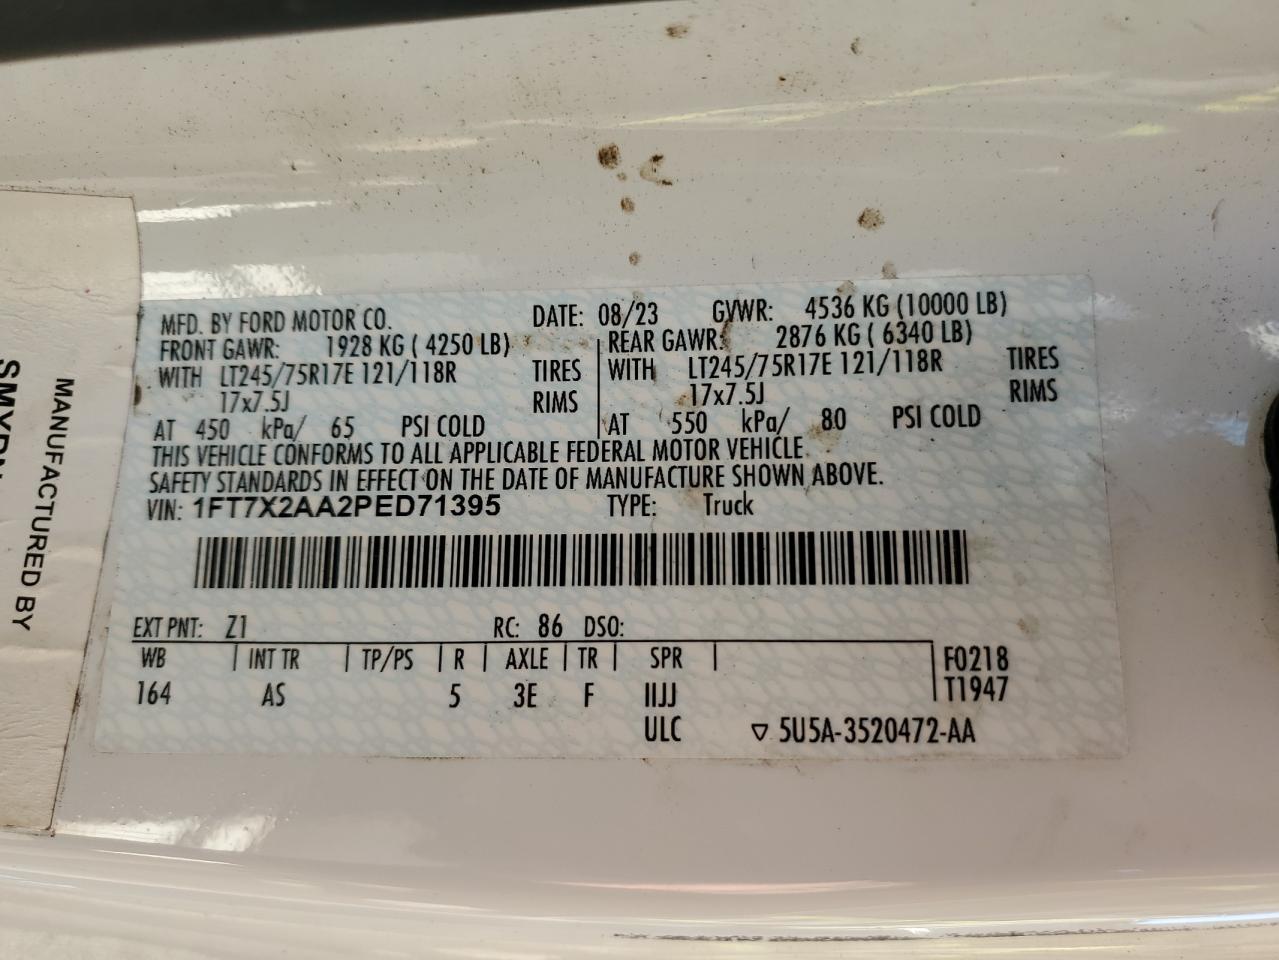 MFD. BY FORD MOTOR CO. DATE: 08/23 GVWR: 4536 KG (10000 LB)
FRONT GAWR: 1928 KG ( 4250 LB) REAR GAWR: 2876 KG ( 6340 LB)
WITH LT245/75R17E 121/118R TIRES WITH LT245/75R17E 121/118R TIRES
17x7.5J RIMS 17x7.5J RIMS
AT 450 kPa/ 65 PSI COLD AT 550 kPa/ 80 PSI COLD
THIS VEHICLE CONFORMS TO ALL APPLICABLE FEDERAL MOTOR VEHICLE
SAFETY STANDARDS IN EFFECT ON THE DATE OF MANUFACTURE SHOWN ABOVE.
VIN: 1FT7X2AA2PED71395 TYPE: Truck
EXT PNT: Z1 RC: 86 DSO:
WB INT TR TP/PS R AXLE TR SPR F0218
164 AS 5 3E F IIJJ T1947
ULC ▽ 5U5A-3520472-AA
MANUFACTURED BY